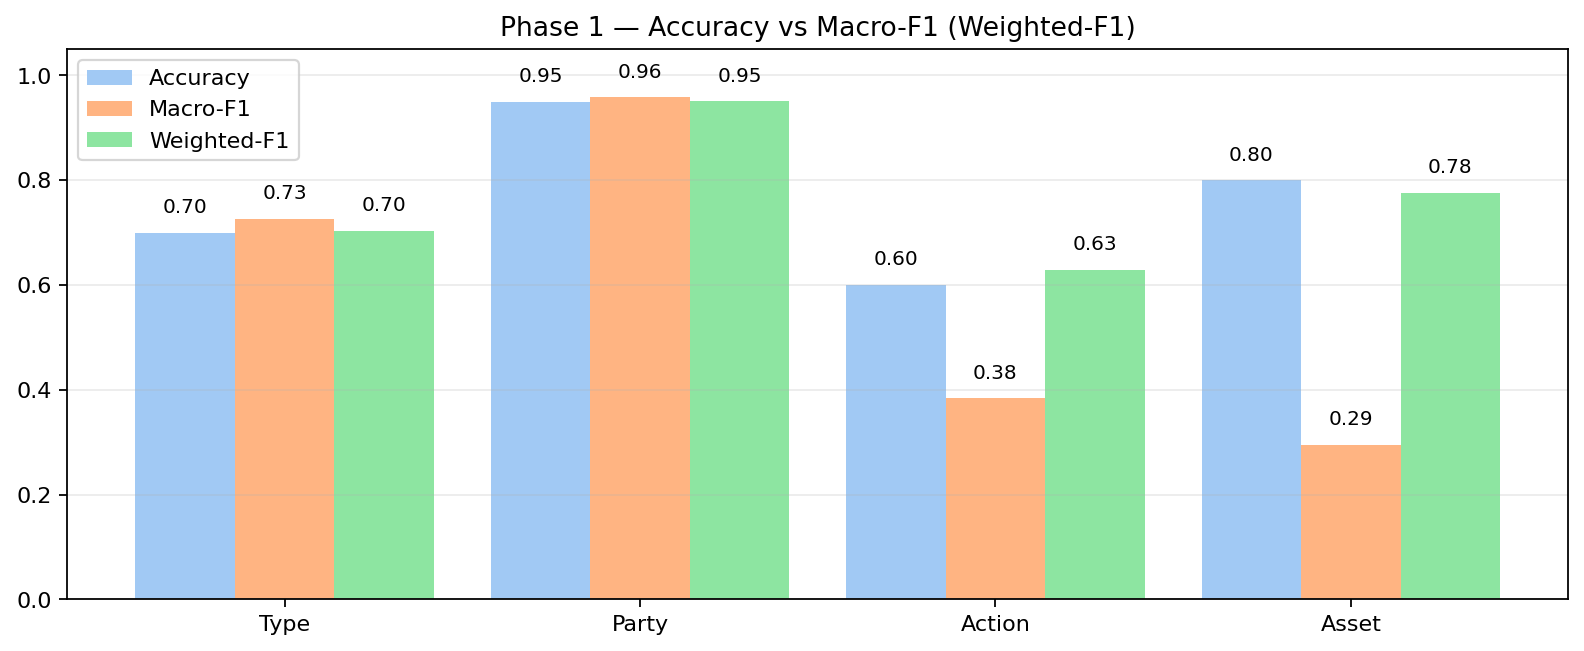 Phase 1 — Accuracy vs Macro-F1 (Weighted-F1)
Accuracy
Macro-F1
Weighted-F1
1.0
0.8
0.6
0.4
0.2
0.0
0.70
0.73
0.70
0.95
0.96
0.95
0.60
0.38
0.63
0.80
0.29
0.78
Type
Party
Action
Asset